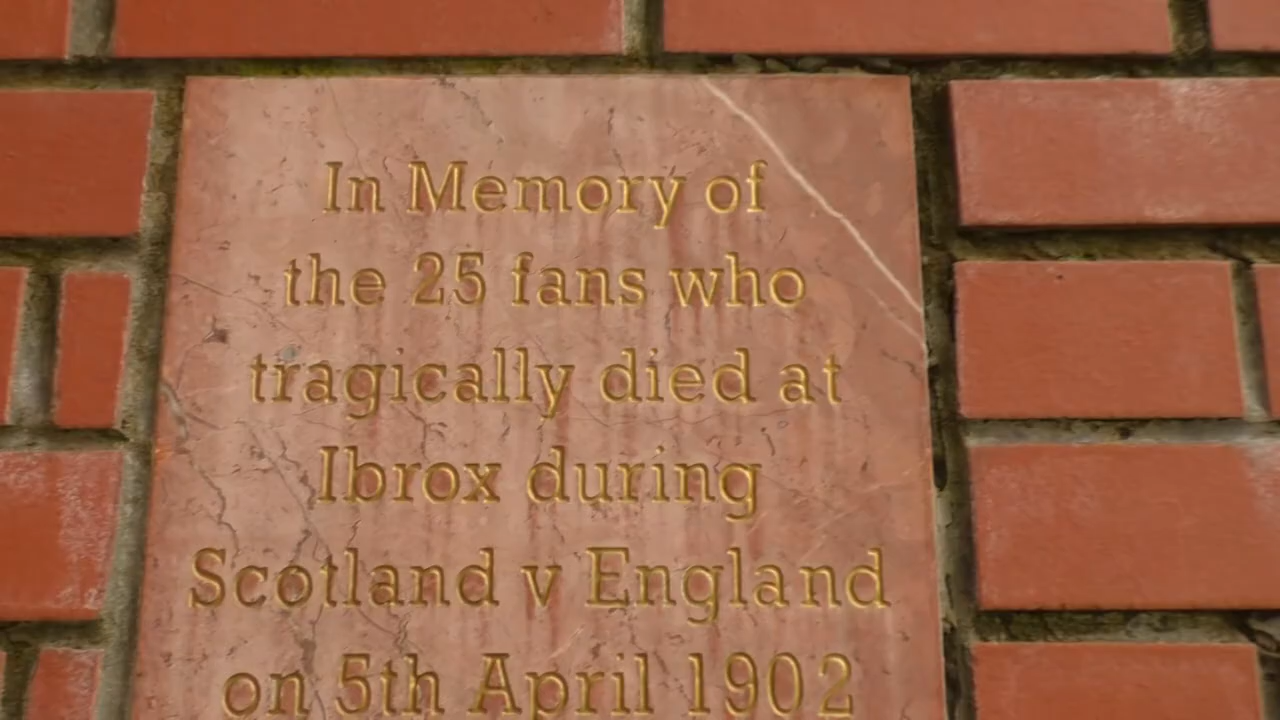 In Memory of
the 25 fans who
tragically died at
Ibrox during
Scotland v England
on 5th April 1902